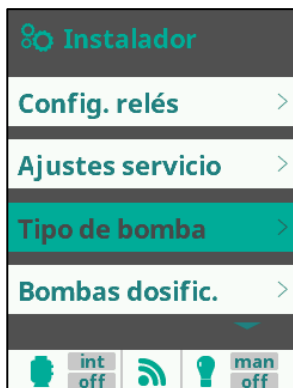 Instalador
Config. relés
Ajustes servicio
Tipo de bomba
Bombas dosific.
int man
off off